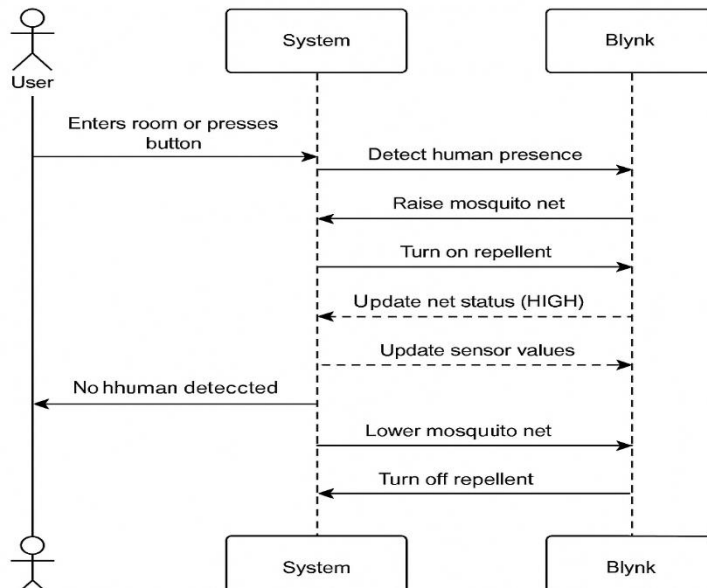 System
Blynk
User
Enters room or presses
button
Detect human presence
Raise mosquito net
Turn on repellent
Update net status (HIGH)
Update sensor values
No hhuman deteccted
Lower mosquito net
Turn off repellent
System
Blynk